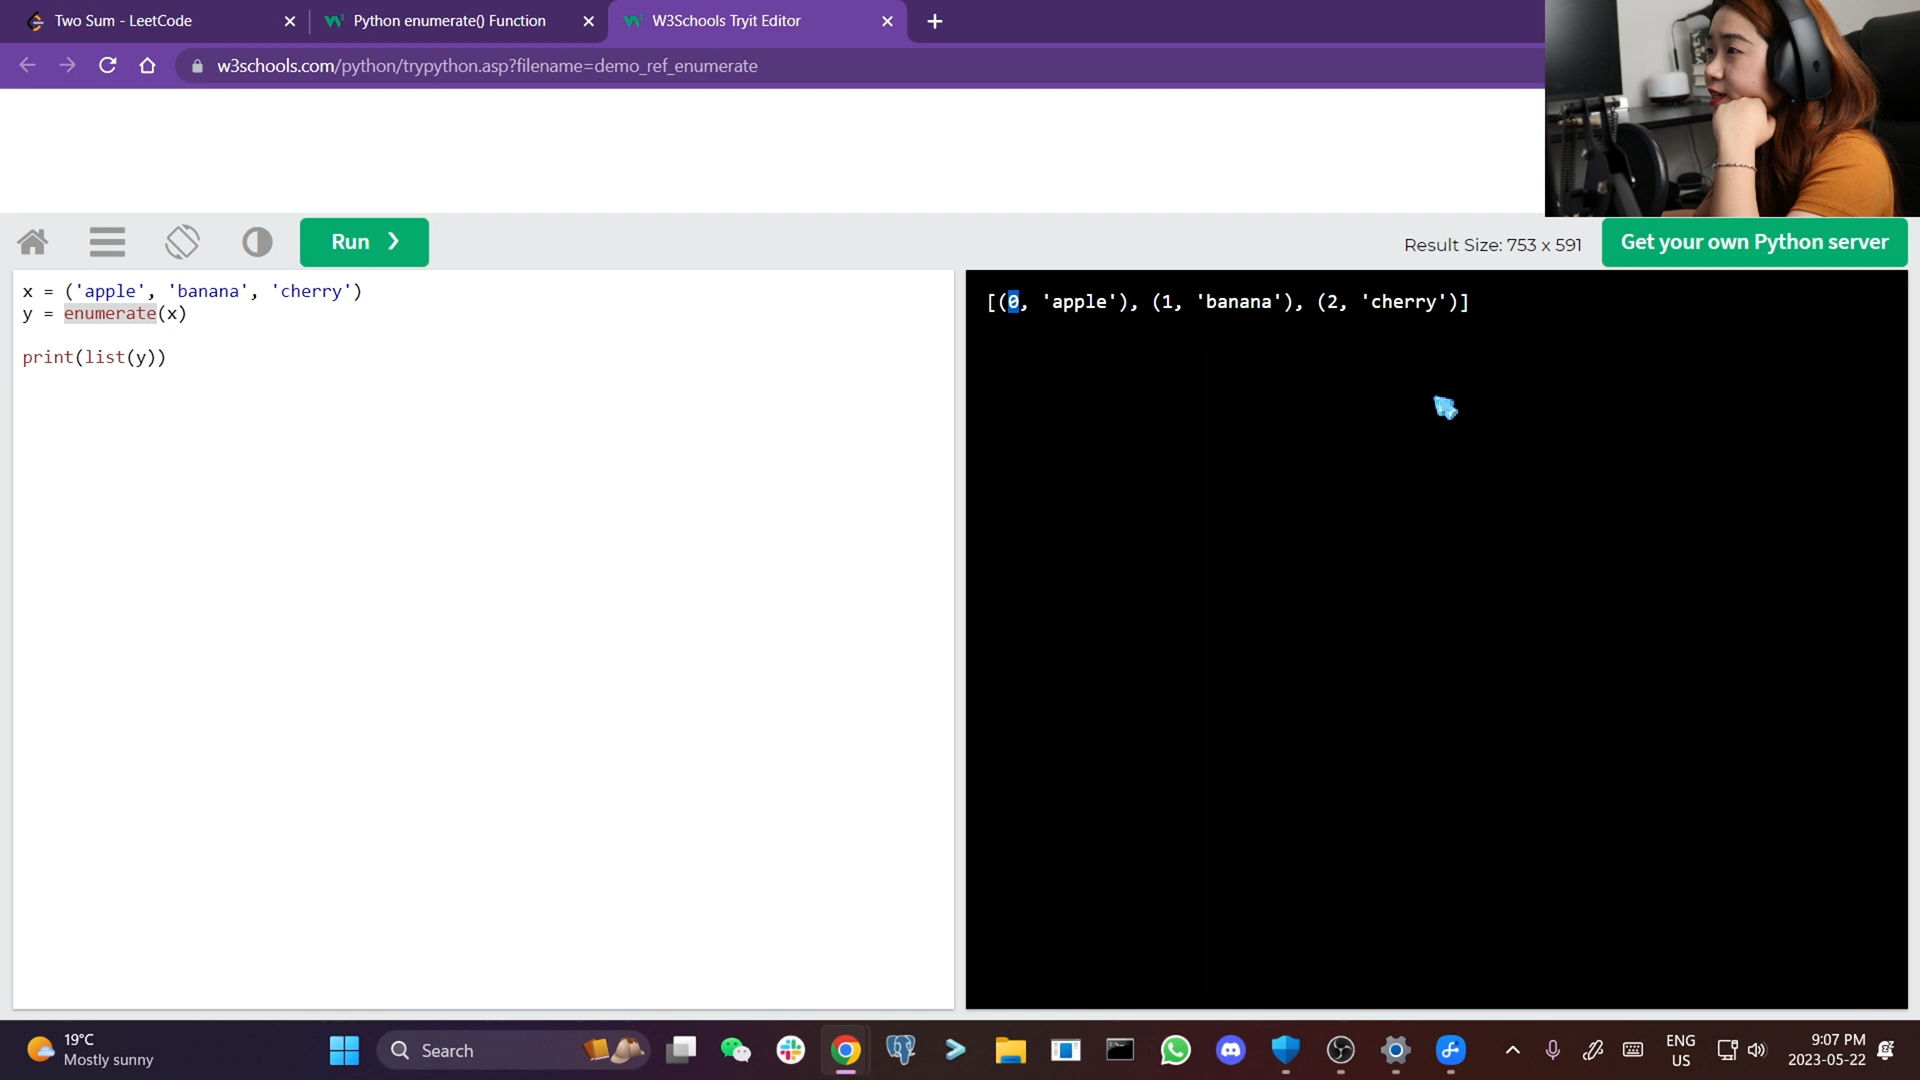 Two Sum - LeetCode
Python enumerate() Function
W3Schools Tryit Editor
w3schools.com/python/trypython.asp?filename=demo_ref_enumerate
Run
Result Size: 753 x 591
Get your own Python server
x = ('apple', 'banana', 'cherry')
y = enumerate(x)
print(list(y))
[(0, 'apple'), (1, 'banana'), (2, 'cherry')]
19°C
Mostly sunny
Search
ENG
US
9:07 PM
2023-05-22